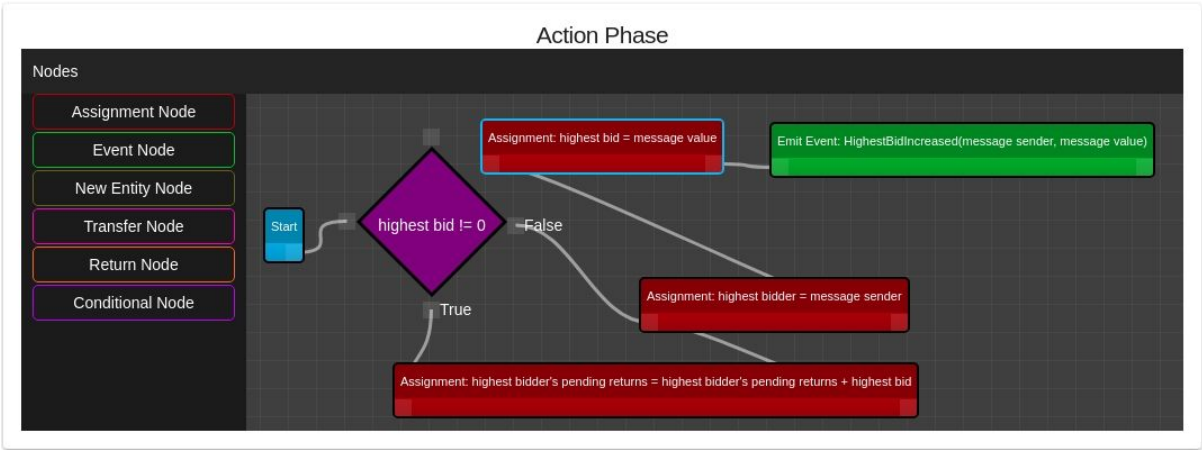 Action Phase
Nodes
Assignment Node
Event Node
New Entity Node
Transfer Node
Return Node
Conditional Node
Start
highest bid != 0
False
True
Assignment: highest bid = message value
Emit Event: HighestBidIncreased(message sender, message value)
Assignment: highest bidder = message sender
Assignment: highest bidder's pending returns = highest bidder's pending returns + highest bid